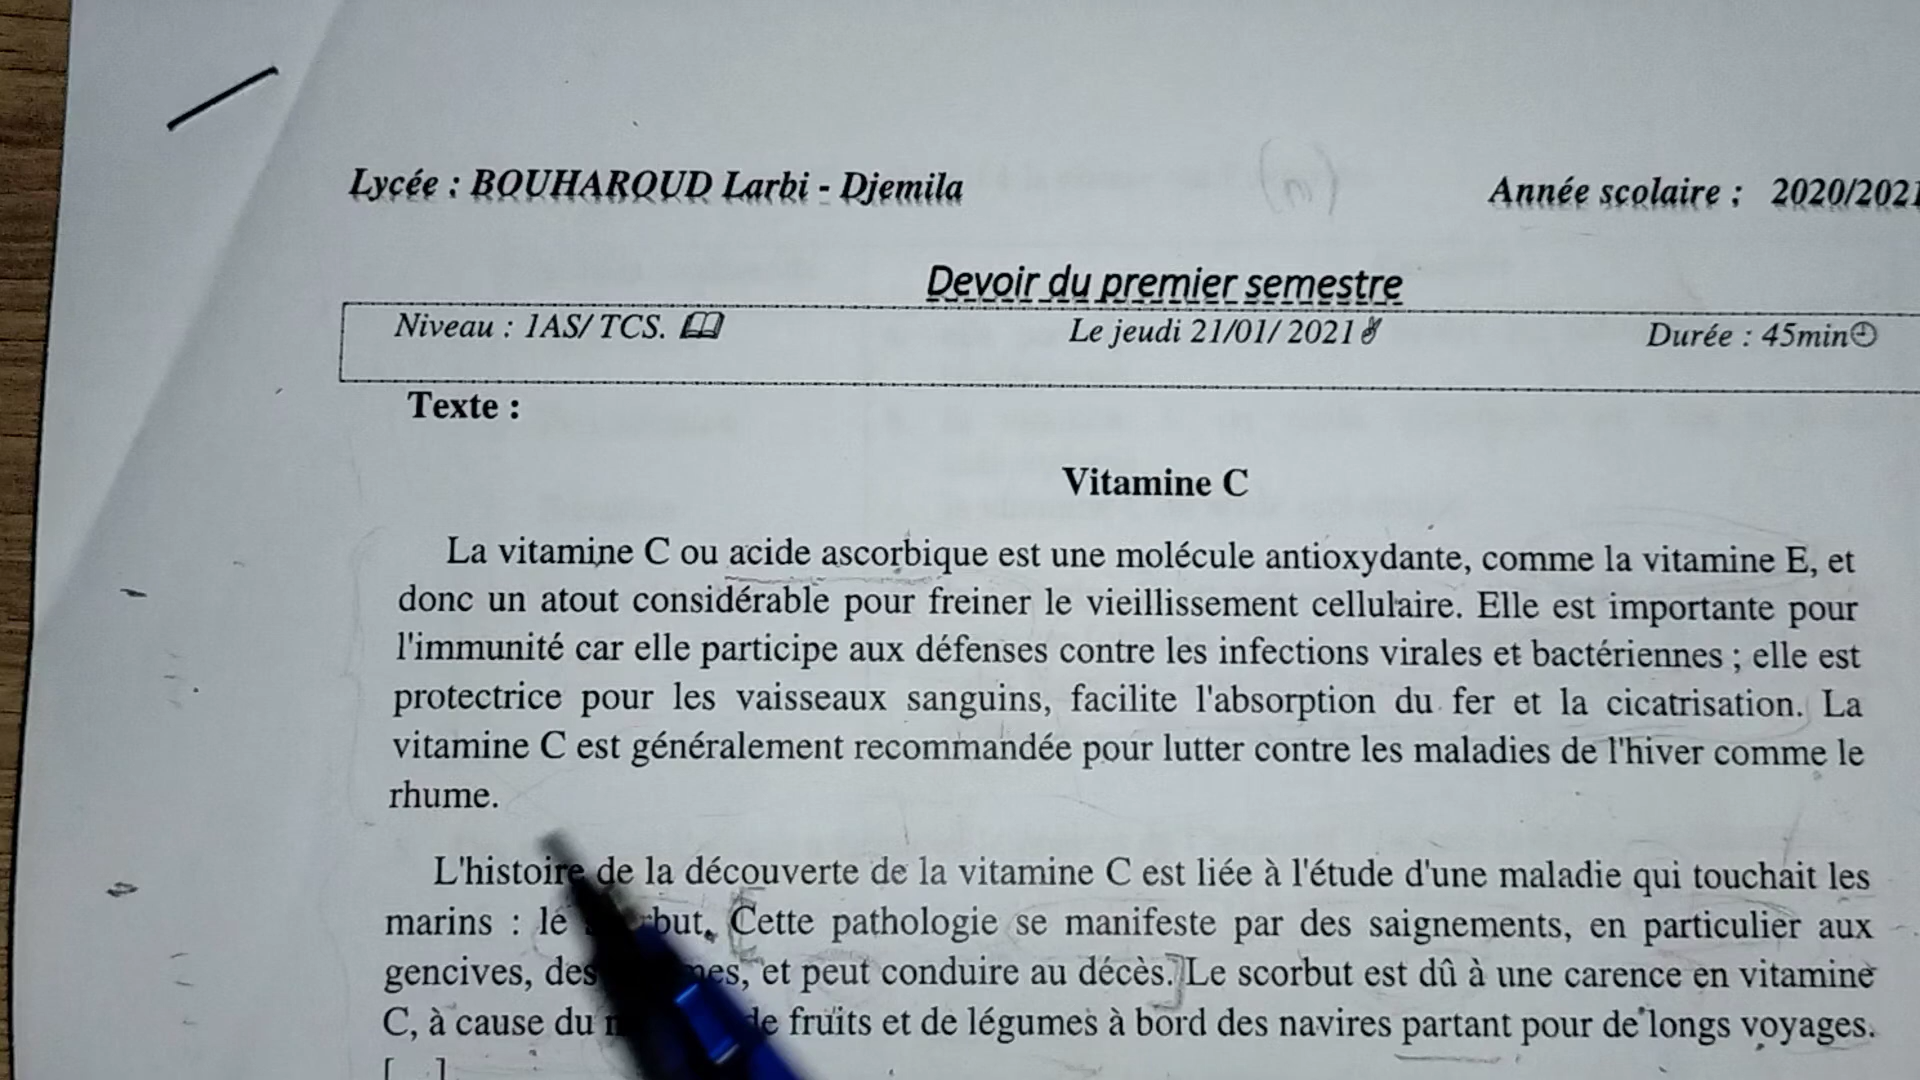 Lycée : BOUHAROUD Larbi - Djemila
(n)
Année scolaire : 2020/2021
Devoir du premier semestre
Niveau : 1AS/ TCS.
Le jeudi 21/01/ 2021
Durée : 45min
Texte :
Vitamine C
La vitamine C ou acide ascorbique est une molécule antioxydante, comme la vitamine E, et
donc un atout considérable pour freiner le vieillissement cellulaire. Elle est importante pour
l'immunité car elle participe aux défenses contre les infections virales et bactériennes ; elle est
protectrice pour les vaisseaux sanguins, facilite l'absorption du fer et la cicatrisation. La
vitamine C est généralement recommandée pour lutter contre les maladies de l'hiver comme le
rhume.
L'histoire de la découverte de la vitamine C est liée à l'étude d'une maladie qui touchait les
marins : le Cette pathologie se manifeste par des saignements, en particulier aux
gencives, des et peut conduire au décès. Le scorbut est dû à une carence en vitamine
C, à cause du de fruits et de légumes à bord des navires partant pour de longs voyages.
[...]